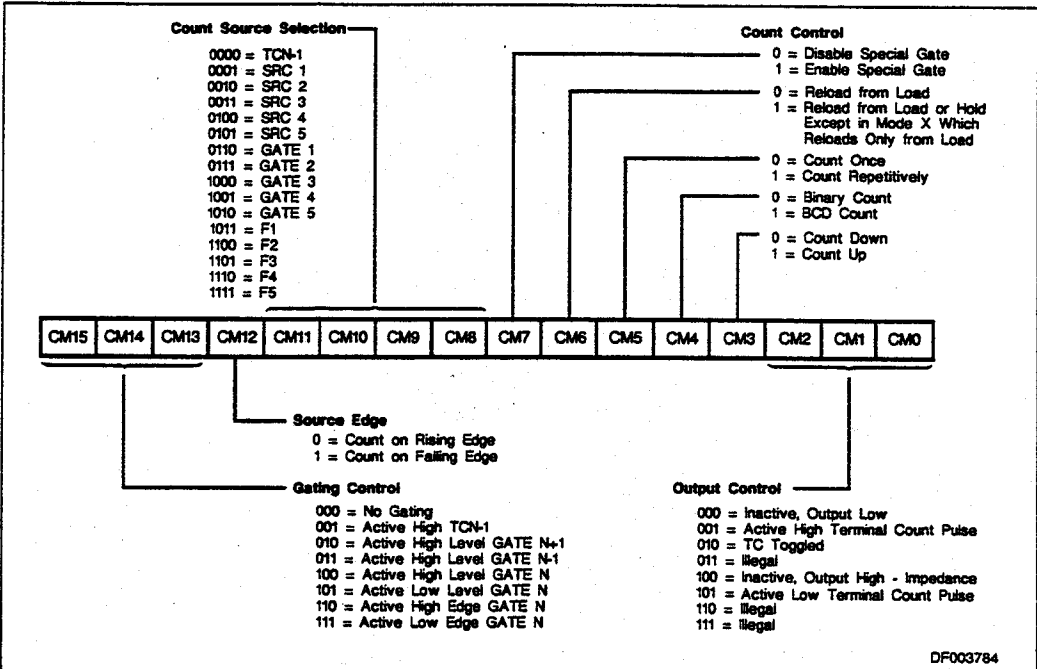 Count Source Selection
0000 = TCN-1
0001 = SRC 1
0010 = SRC 2
0011 = SRC 3
0100 = SRC 4
0101 = SRC 5
0110 = GATE 1
0111 = GATE 2
1000 = GATE 3
1001 = GATE 4
1010 = GATE 5
1011 = F1
1100 = F2
1101 = F3
1110 = F4
1111 = F5
Count Control
0 = Disable Special Gate
1 = Enable Special Gate
0 = Reload from Load
1 = Reload from Load or Hold
Except in Mode X Which
Reloads Only from Load
0 = Count Once
1 = Count Repetitively
0 = Binary Count
1 = BCD Count
0 = Count Down
1 = Count Up
CM15 CM14 CM13 CM12 CM11 CM10 CM9 CM8 CM7 CM6 CM5 CM4 CM3 CM2 CM1 CM0
Source Edge
0 = Count on Rising Edge
1 = Count on Falling Edge
Gating Control
000 = No Gating
001 = Active High TCN-1
010 = Active High Level GATE N+1
011 = Active High Level GATE N-1
100 = Active High Level GATE N
101 = Active Low Level GATE N
110 = Active High Edge GATE N
111 = Active Low Edge GATE N
Output Control
000 = Inactive, Output Low
001 = Active High Terminal Count Pulse
010 = TC Toggled
011 = Illegal
100 = Inactive, Output High - Impedance
101 = Active Low Terminal Count Pulse
110 = Illegal
111 = Illegal
DF003784